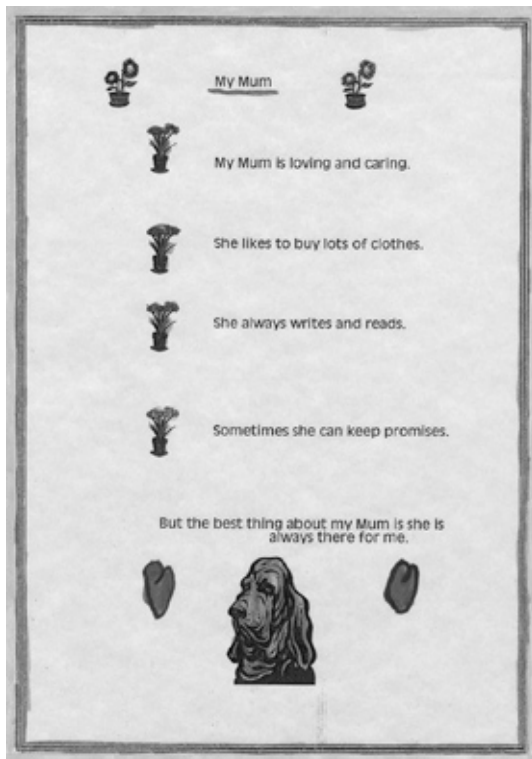 My Mum
My Mum is loving and caring.
She likes to buy lots of clothes.
She always writes and reads.
Sometimes she can keep promises.
But the best thing about my Mum is she is
always there for me.